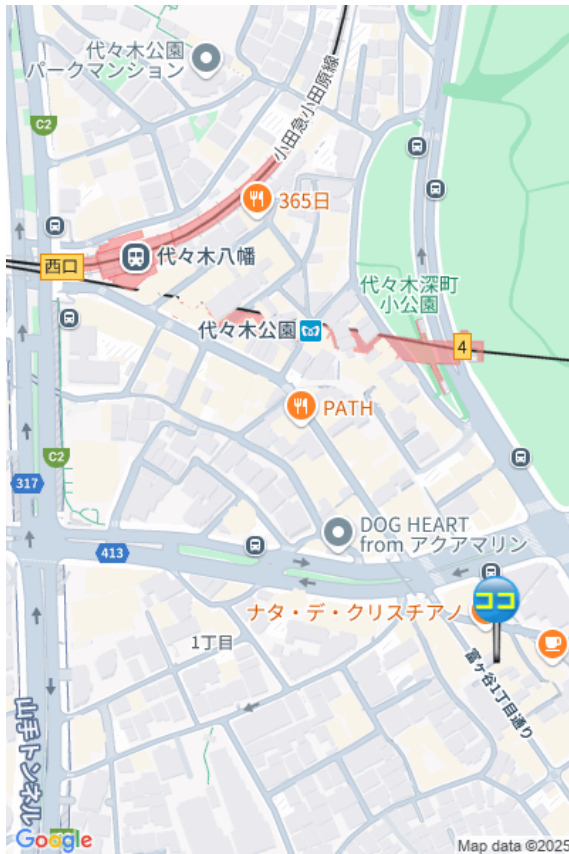 代々木公園
パークマンション
小田急小田原線
C2
365日
代々木八幡
西口
代々木深町
小公園
代々木公園
4
PATH
C2
317
DOG HEART
from アクアマリン
413
ココ
ナタ・デ・クリスチアノ
1丁目
富ヶ谷1丁目通り
山手トンネル
Google
Map data ©2025